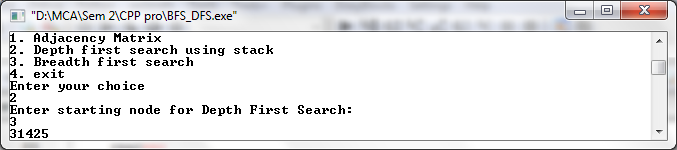 "D:\MCA\Sem 2\CPP pro\BFS_DFS.exe"
1. Adjacency Matrix
2. Depth first search using stack
3. Breadth first search
4. exit
Enter your choice
2
Enter starting node for Depth First Search:
3
31425